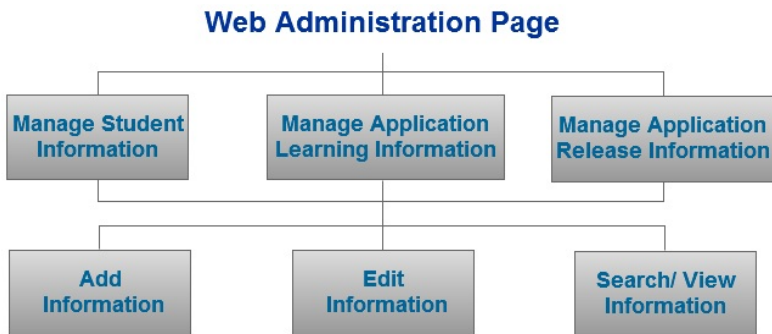 Web Administration Page
Manage Student
Information
Manage Application
Learning Information
Manage Application
Release Information
Add
Information
Edit
Information
Search/ View
Information